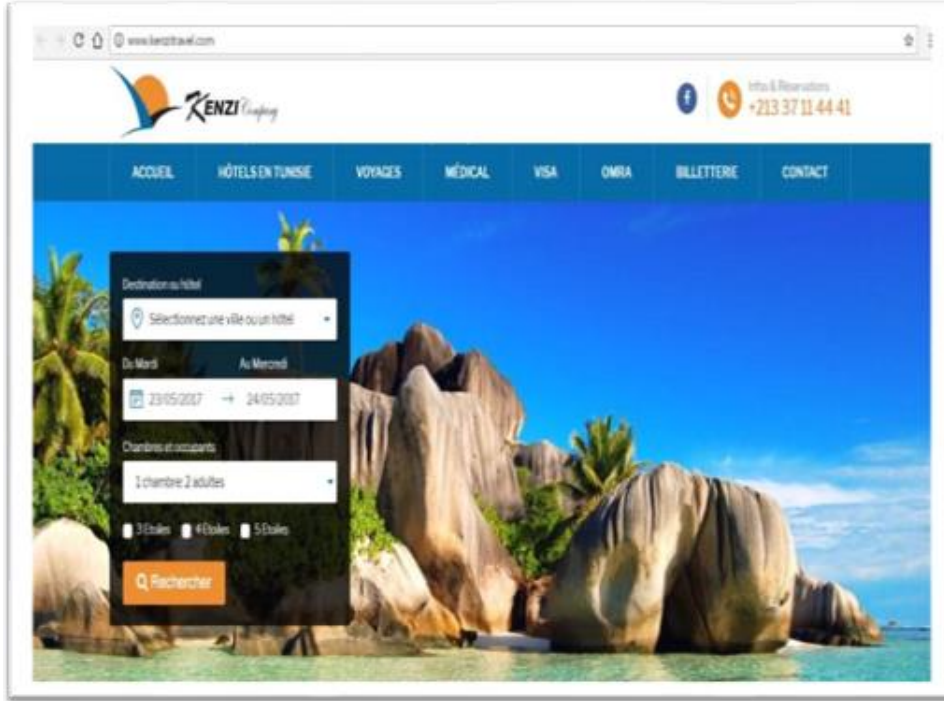 www.kenzitravel.com
KENZI Company
Infos & Réservations
+213 37 11 44 41
ACCUEIL HÔTELS EN TUNISIE VOYAGES MÉDICAL VISA OMRA BILLETTERIE CONTACT
Destination ou hôtel
Sélectionnez une ville ou un hôtel
Du Mardi Au Mercredi
23/05/2017 → 24/05/2017
Chambres et occupants
1 chambre: 2 adultes
3 Etoiles 4 Etoiles 5 Etoiles
Rechercher